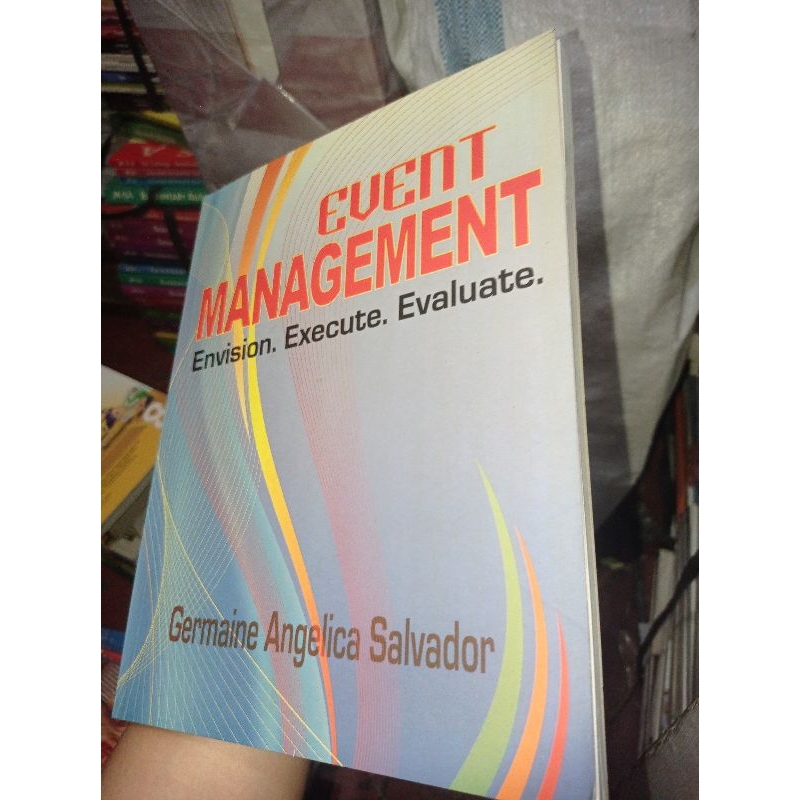 EVENT
MANAGEMENT
Envision. Execute. Evaluate.
Germaine Angelica Salvador